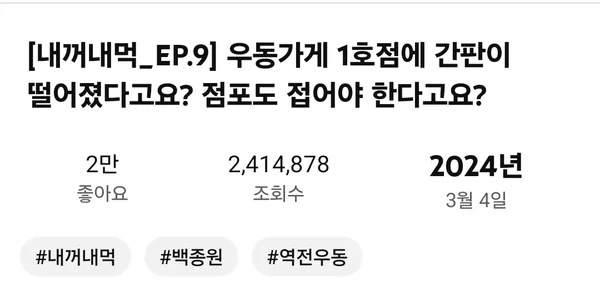 [내꺼내먹_EP.9] 우동가게 1호점에 간판이
떨어졌다고요? 점포도 접어야 한다고요?
2만 2,414,878 2024년
좋아요 조회수 3월 4일
#내꺼내먹 #백종원 #역전우동